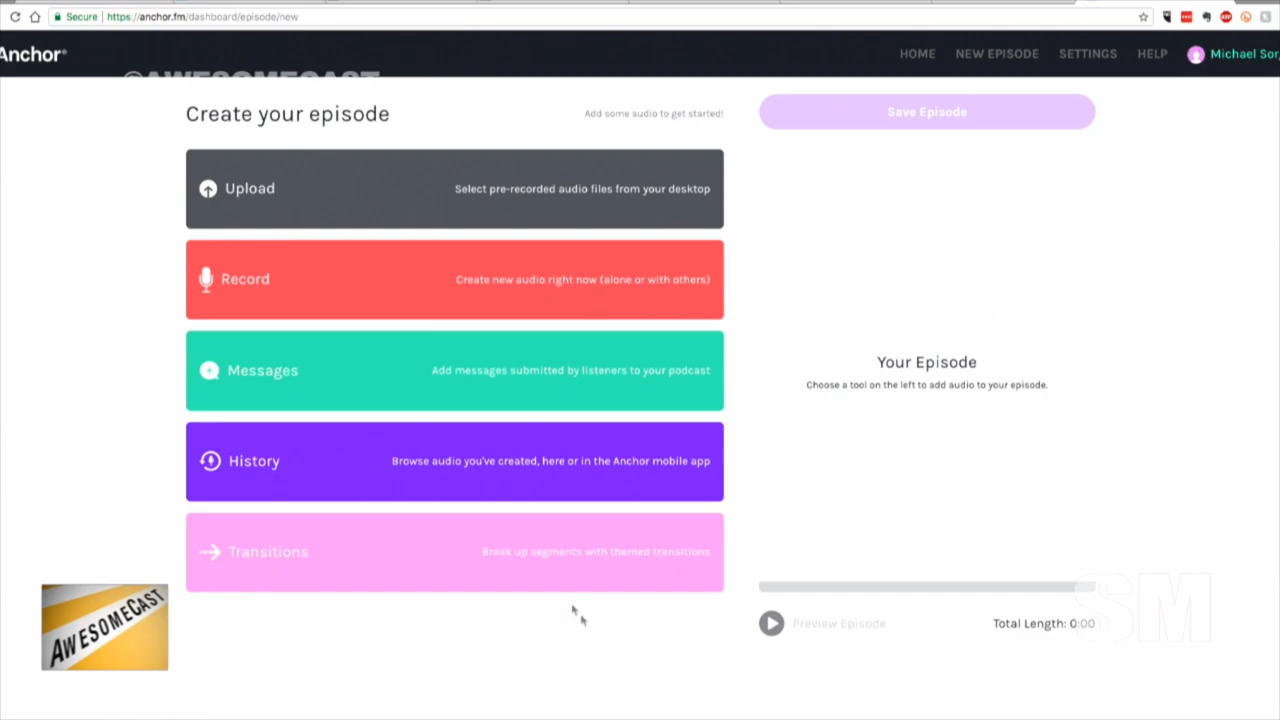 Secure
https://anchor.fm/dashboard/episode/new
Anchor
HOME NEW EPISODE SETTINGS HELP Michael Sor
@AWESOMECAST
Create your episode
Add some audio to get started!
Save Episode
Upload
Select pre-recorded audio files from your desktop
Record
Create new audio right now (alone or with others)
Messages
Add messages submitted by listeners to your podcast
History
Browse audio you've created, here or in the Anchor mobile app
Transitions
Break up segments with themed transitions
Your Episode
Choose a tool on the left to add audio to your episode.
Preview Episode
Total Length: 0:00
AWESOMECAST
SM